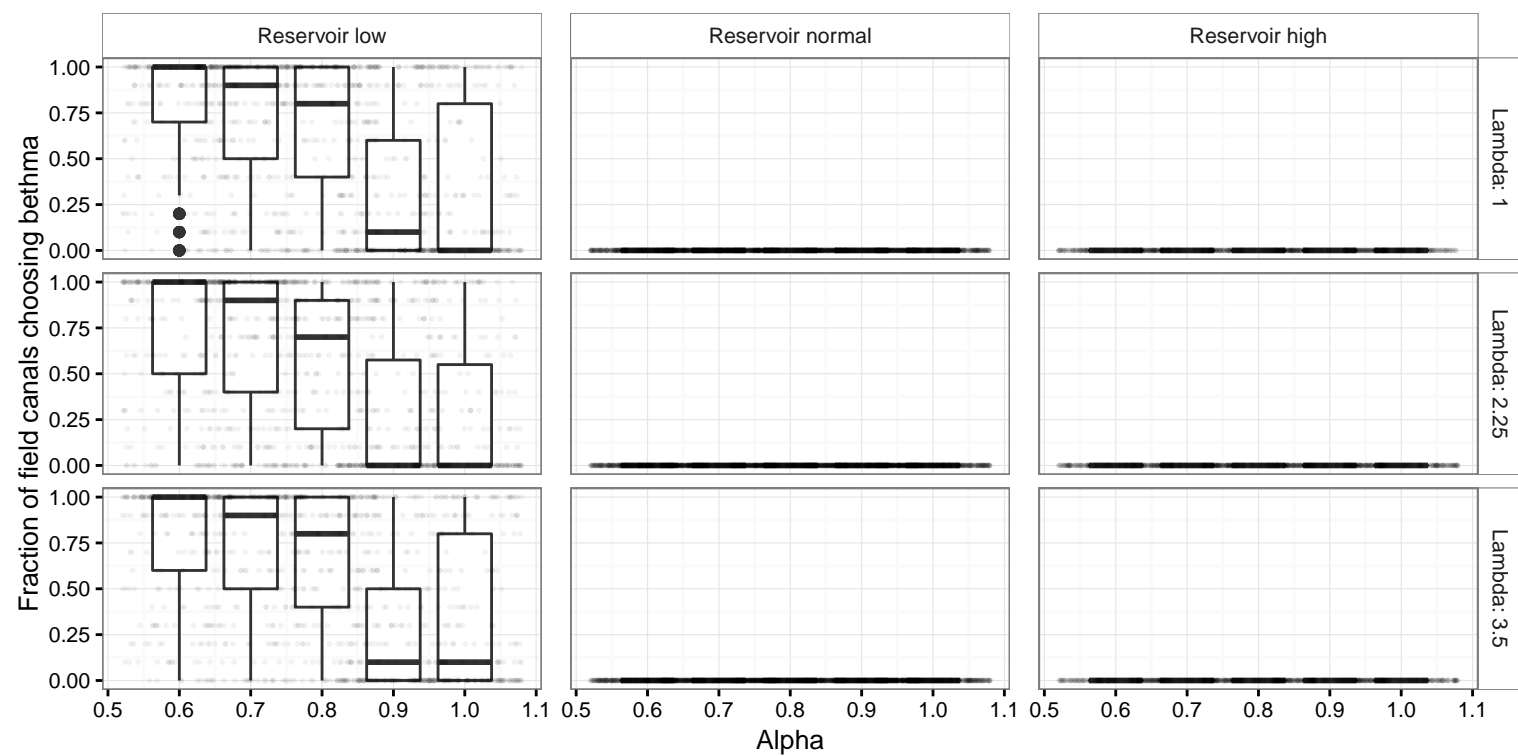 Reservoir low
Reservoir normal
Reservoir high
Fraction of field canals choosing bethma
1.00
0.75
0.50
0.25
0.00
Lambda: 1
1.00
0.75
0.50
0.25
0.00
Lambda: 2.25
1.00
0.75
0.50
0.25
0.00
Lambda: 3.5
0.5 0.6 0.7 0.8 0.9 1.0 1.1 0.5 0.6 0.7 0.8 0.9 1.0 1.1 0.5 0.6 0.7 0.8 0.9 1.0 1.1
Alpha